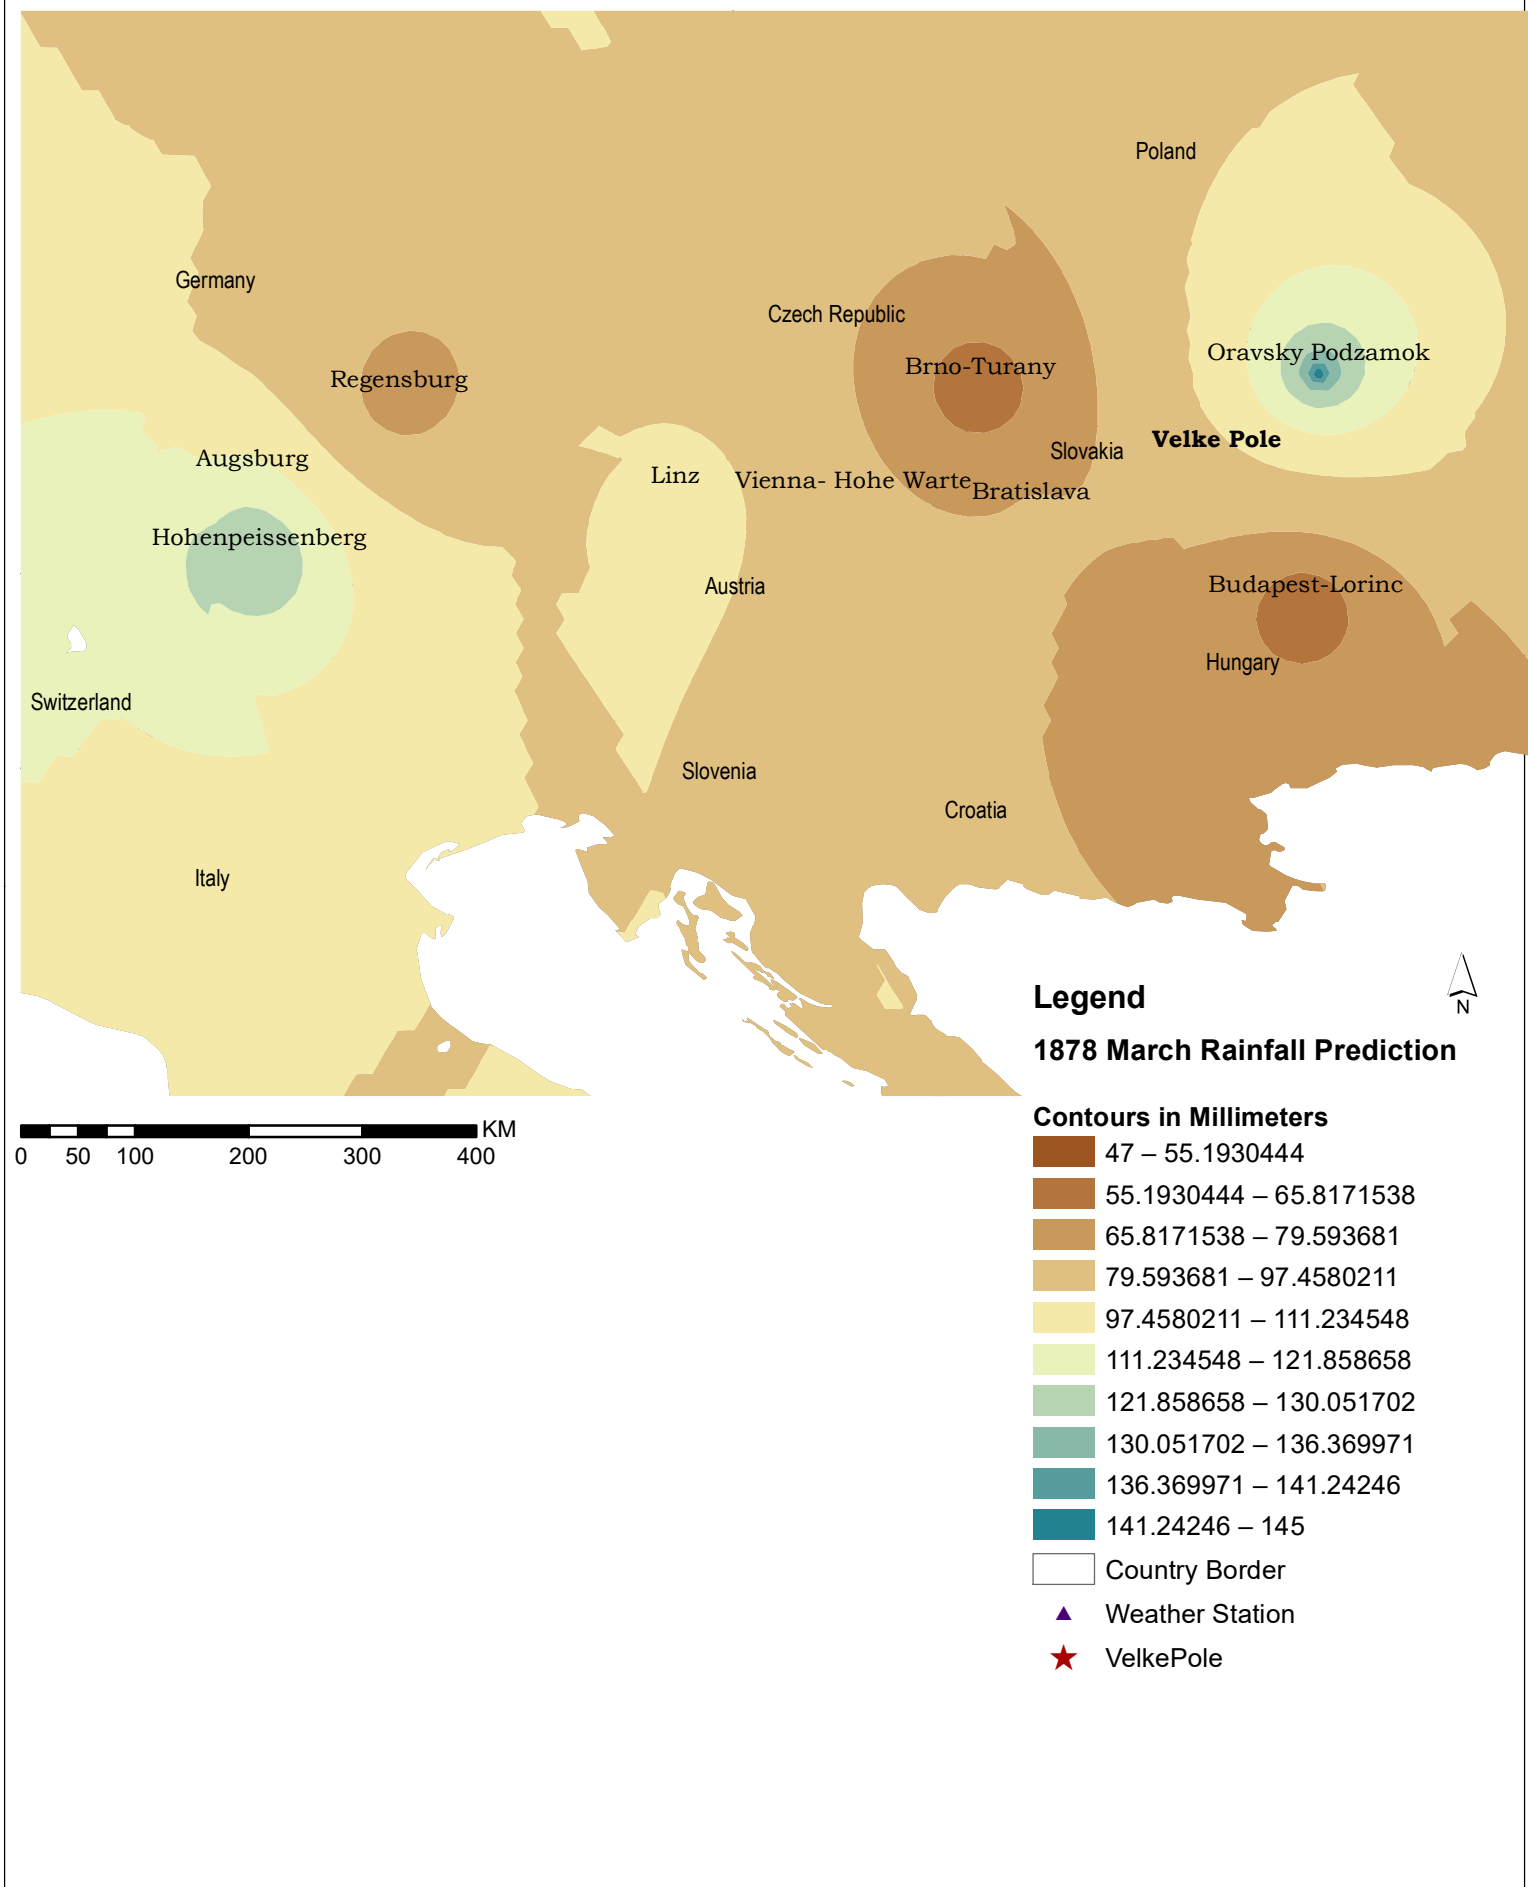 Poland
Germany
Czech Republic
Oravsky Podzamok
Brno-Turany
Regensburg
Velke Pole
Slovakia
Augsburg
Linz
Vienna- Hohe Warte
Bratislava
Hohenpeissenberg
Austria
Budapest-Lorinc
Hungary
Switzerland
Slovenia
Croatia
Italy
Legend
N
1878 March Rainfall Prediction
Contours in Millimeters
KM
0 50 100 200 300 400
47 – 55.1930444
55.1930444 – 65.8171538
65.8171538 – 79.593681
79.593681 – 97.4580211
97.4580211 – 111.234548
111.234548 – 121.858658
121.858658 – 130.051702
130.051702 – 136.369971
136.369971 – 141.24246
141.24246 – 145
Country Border
Weather Station
VelkePole